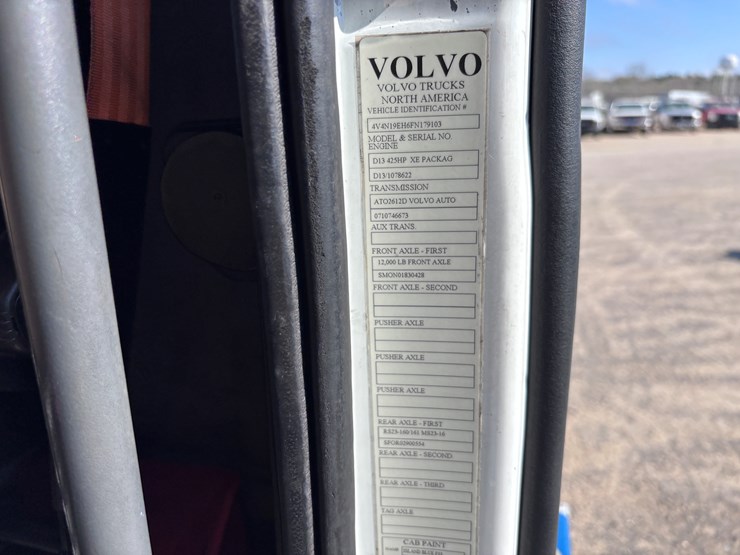 VOLVO
VOLVO TRUCKS
NORTH AMERICA
VEHICLE IDENTIFICATION #
4V4N19EH6FN179103
MODEL & SERIAL NO.
ENGINE
D13 425HP XE PACKAG
D13/1078622
TRANSMISSION
ATO2612D VOLVO AUTO
0710746673
AUX TRANS.
FRONT AXLE - FIRST
12,000 LB FRONT AXLE
SMON01830428
FRONT AXLE - SECOND
PUSHER AXLE
PUSHER AXLE
PUSHER AXLE
REAR AXLE - FIRST
REAR AXLE - SECOND
REAR AXLE - THIRD
TAG AXLE
CAB PAINT